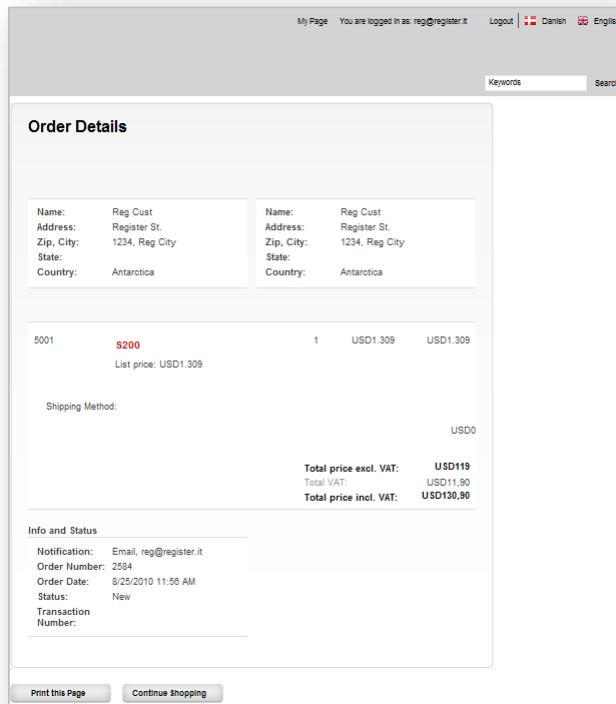 My Page You are logged in as: reg@register.it Logout Danish Englis
Keywords Search
Order Details
Name: Reg Cust Name: Reg Cust
Address: Register St. Address: Register St.
Zip, City: 1234, Reg City Zip, City: 1234, Reg City
State: State:
Country: Antarctica Country: Antarctica
5001 S200 1 USD1.309 USD1.309
List price: USD1.309
Shipping Method:
USD0
Total price excl. VAT: USD119
Total VAT: USD11,90
Total price incl. VAT: USD130,90
Info and Status
Notification: Email, reg@register.it
Order Number: 2584
Order Date: 8/25/2010 11:56 AM
Status: New
Transaction
Number:
Print this Page Continue Shopping